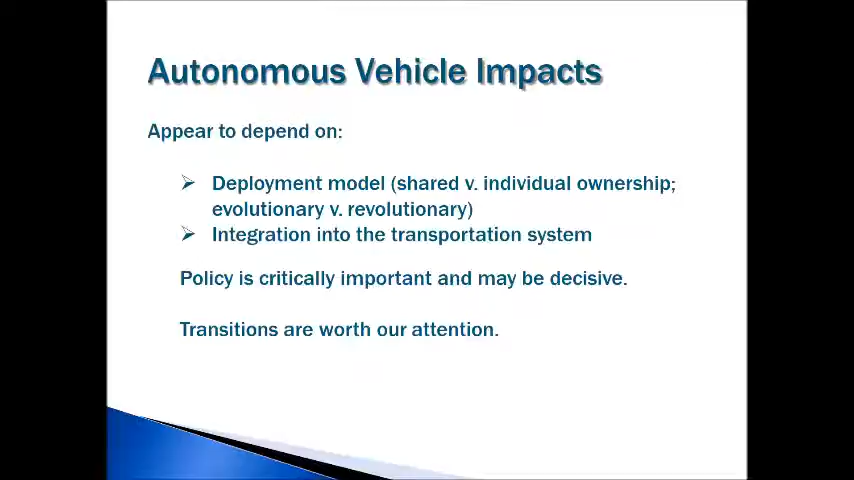 Autonomous Vehicle Impacts
Appear to depend on:
Deployment model (shared v. individual ownership;
evolutionary v. revolutionary)
Integration into the transportation system
Policy is critically important and may be decisive.
Transitions are worth our attention.